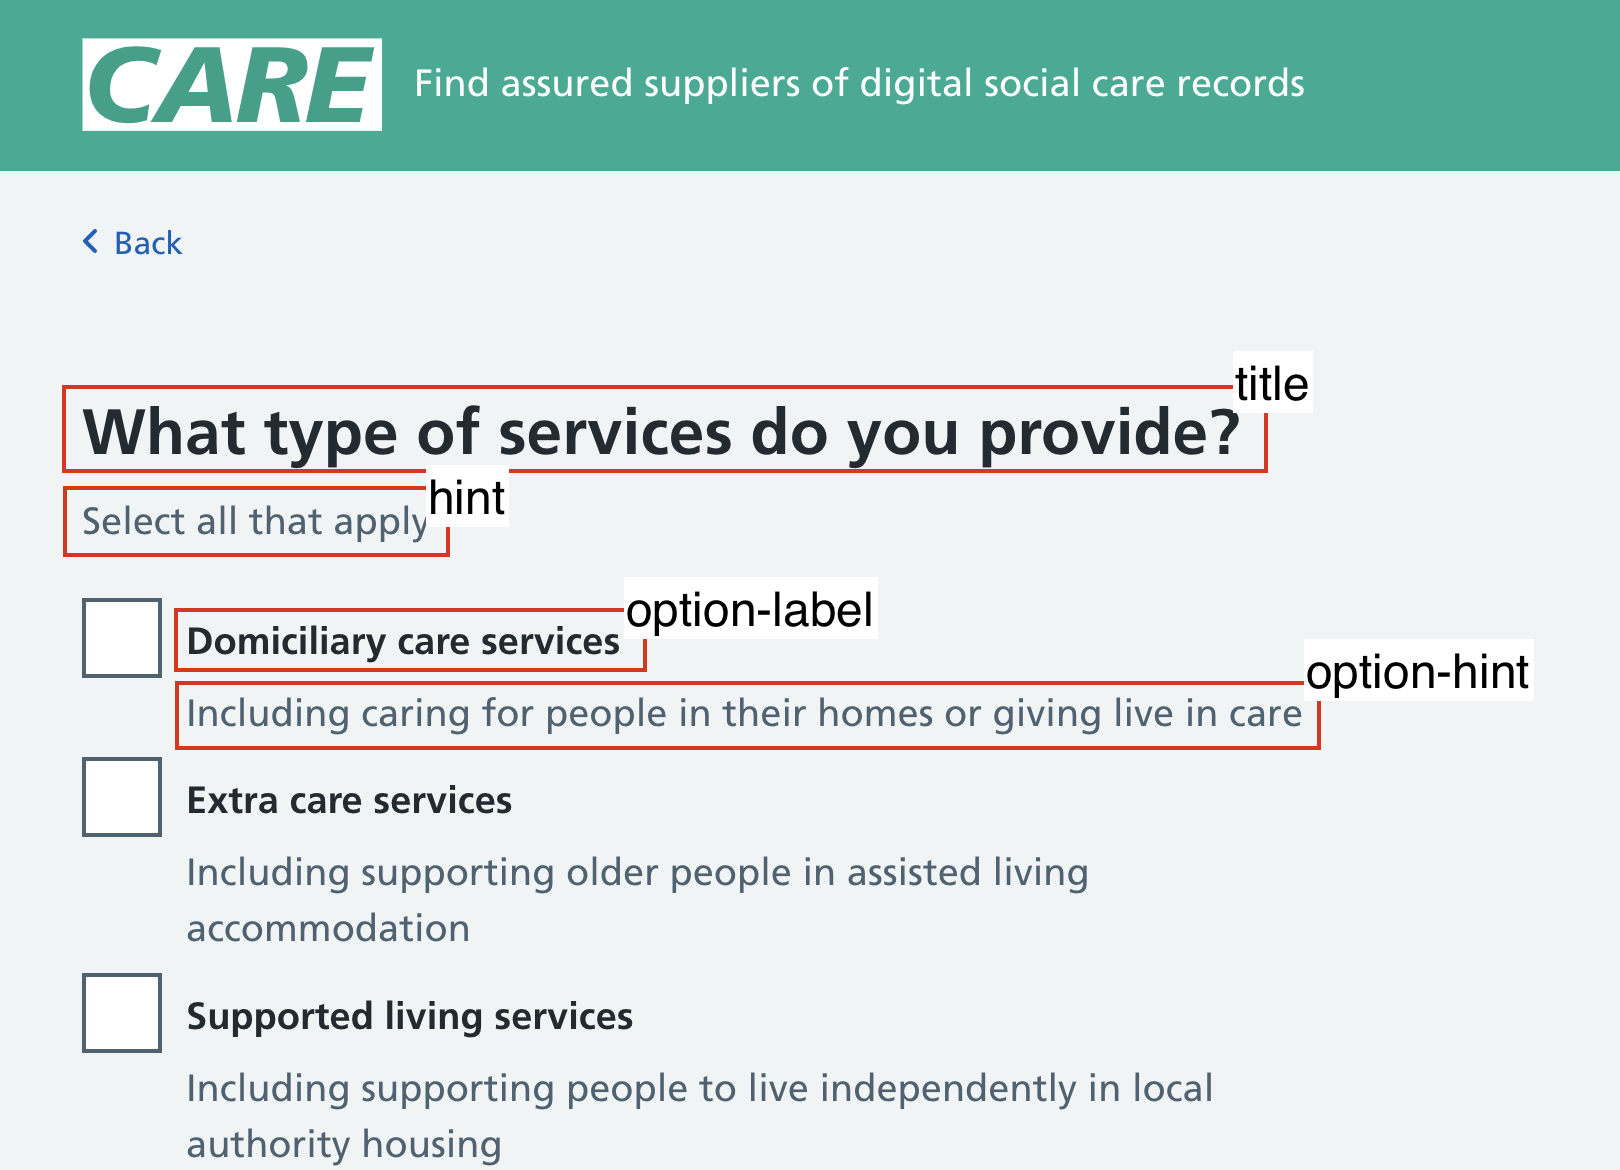 CARE Find assured suppliers of digital social care records
Back
title
What type of services do you provide?
hint
Select all that apply
option-label
Domiciliary care services
option-hint
Including caring for people in their homes or giving live in care
Extra care services
Including supporting older people in assisted living
accommodation
Supported living services
Including supporting people to live independently in local
authority housing